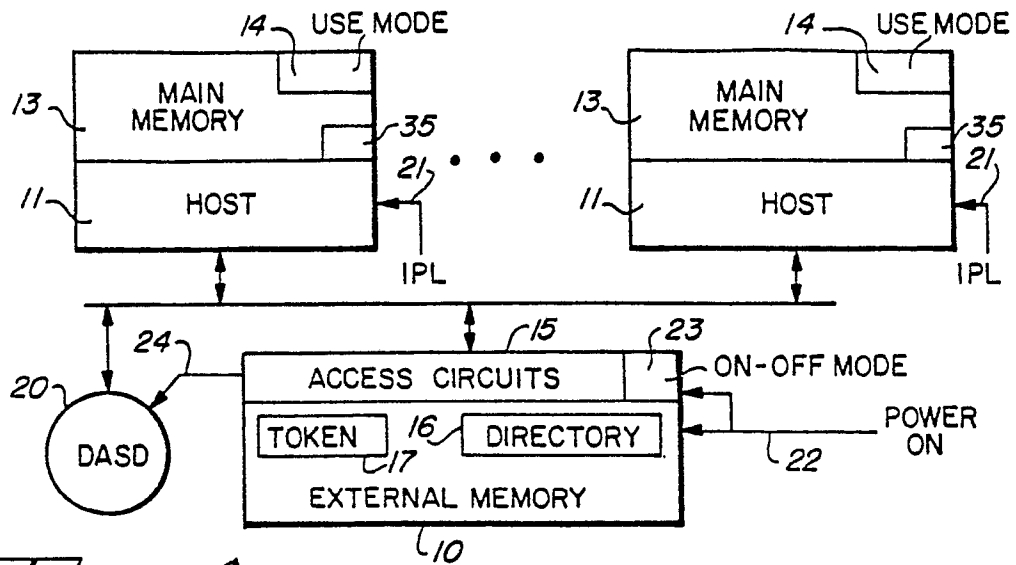 14 USE MODE
14 USE MODE
13 MAIN MEMORY 35
13 MAIN MEMORY 35
11 HOST 21
11 HOST 21
IPL
IPL
15 23
24 ACCESS CIRCUITS ON-OFF MODE
20 DASD
TOKEN 16 DIRECTORY
17
POWER ON
22
EXTERNAL MEMORY
10